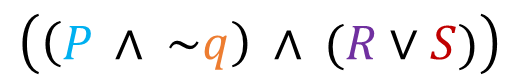 ((P ∧ ~q) ∧ (R ∨ S))